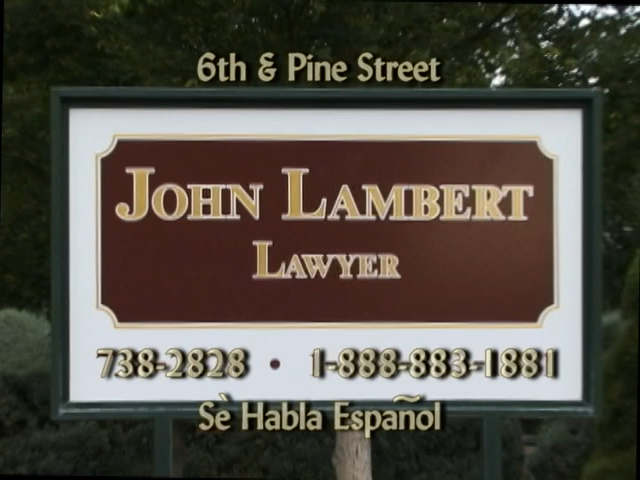 6th & Pine Street
JOHN LAMBERT
LAWYER
738-2828 • 1-888-883-1881
Sè Habla Español